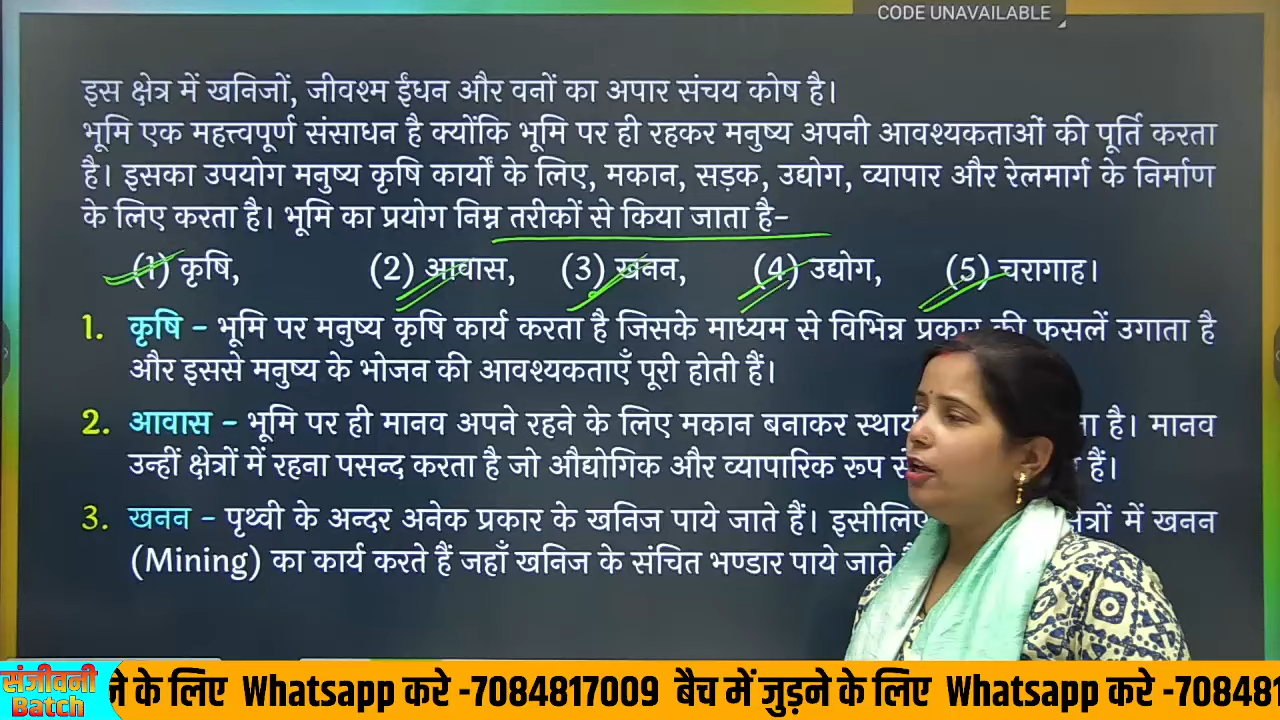 CODE UNAVAILABLE
इस क्षेत्र में खनिजों, जीवश्म ईंधन और वनों का अपार संचय कोष है।
भूमि एक महत्त्वपूर्ण संसाधन है क्योंकि भूमि पर ही रहकर मनुष्य अपनी आवश्यकताओं की पूर्ति करता
है। इसका उपयोग मनुष्य कृषि कार्यों के लिए, मकान, सड़क, उद्योग, व्यापार और रेलमार्ग के निर्माण
के लिए करता है। भूमि का प्रयोग निम्न तरीकों से किया जाता है-
(1) कृषि, (2) आवास, (3) खनन, (4) उद्योग, (5) चरागाह।
1. कृषि - भूमि पर मनुष्य कृषि कार्य करता है जिसके माध्यम से विभिन्न प्रकार की फसलें उगाता है
और इससे मनुष्य के भोजन की आवश्यकताएँ पूरी होती हैं।
2. आवास - भूमि पर ही मानव अपने रहने के लिए मकान बनाकर है। मानव
उन्हीं क्षेत्रों में रहना पसन्द करता है जो औद्योगिक और व्यापारिक रूप हैं।
3. खनन - पृथ्वी के अन्दर अनेक प्रकार के खनिज पाये जाते हैं। में खनन
(Mining) का कार्य करते हैं जहाँ खनिज के संचित भण्डार पाये जाते
संजीवनी
Batch
ने के लिए Whatsapp करे -7084817009 बैच में जुड़ने के लिए Whatsapp करे -70848